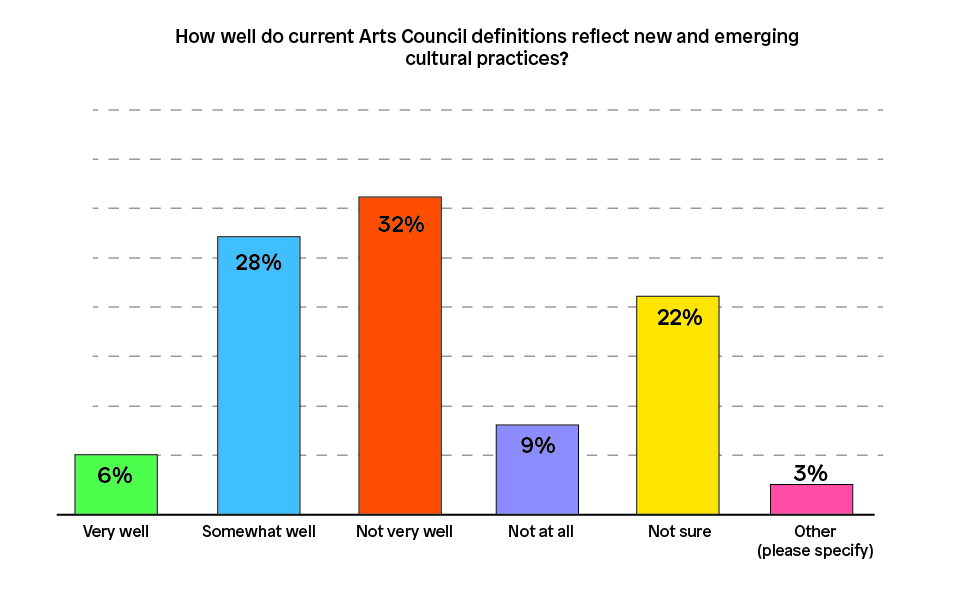 How well do current Arts Council definitions reflect new and emerging
cultural practices?
32%
28%
22%
9%
6%
3%
Very well
Somewhat well
Not very well
Not at all
Not sure
Other
(please specify)